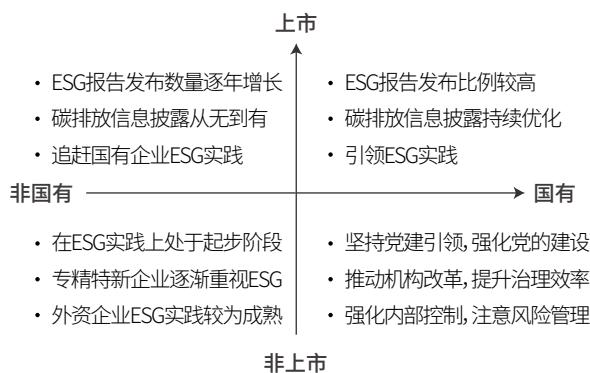 上市
• ESG报告发布数量逐年增长
• 碳排放信息披露从无到有
• 追赶国有企业ESG实践
• ESG报告发布比例较高
• 碳排放信息披露持续优化
• 引领ESG实践
非国有
国有
• 在ESG实践上处于起步阶段
• 专精特新企业逐渐重视ESG
• 外资企业ESG实践较为成熟
• 坚持党建引领,强化党的建设
• 推动机构改革,提升治理效率
• 强化内部控制,注意风险管理
非上市